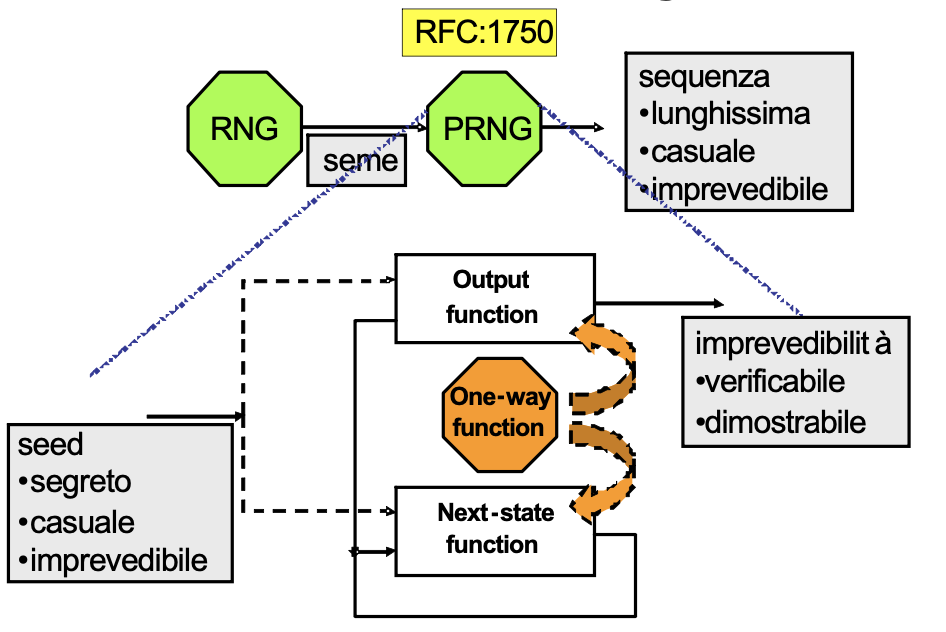 RFC:1750
RNG
seme
PRNG
sequenza
•lunghissima
•casuale
•imprevedibile
Output
function
imprevedibilit à
•verificabile
•dimostrabile
One-way
function
seed
•segreto
•casuale
•imprevedibile
Next-state
function